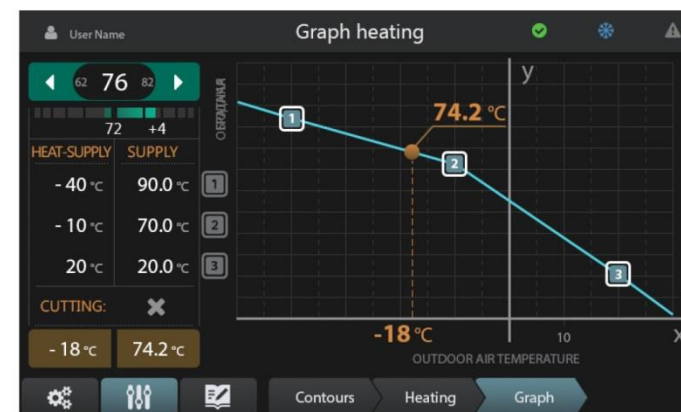 User Name
Graph heating
62 76 82
72 +4
HEAT-SUPPLY SUPPLY
- 40 °C 90.0 °C 1
- 10 °C 70.0 °C 2
20 °C 20.0 °C 3
CUTTING:
- 18 °C 74.2 °C
y
74.2 °C
1
2
3
-18 °C
10
X
OUTDOOR AIR TEMPERATURE
Contours Heating Graph